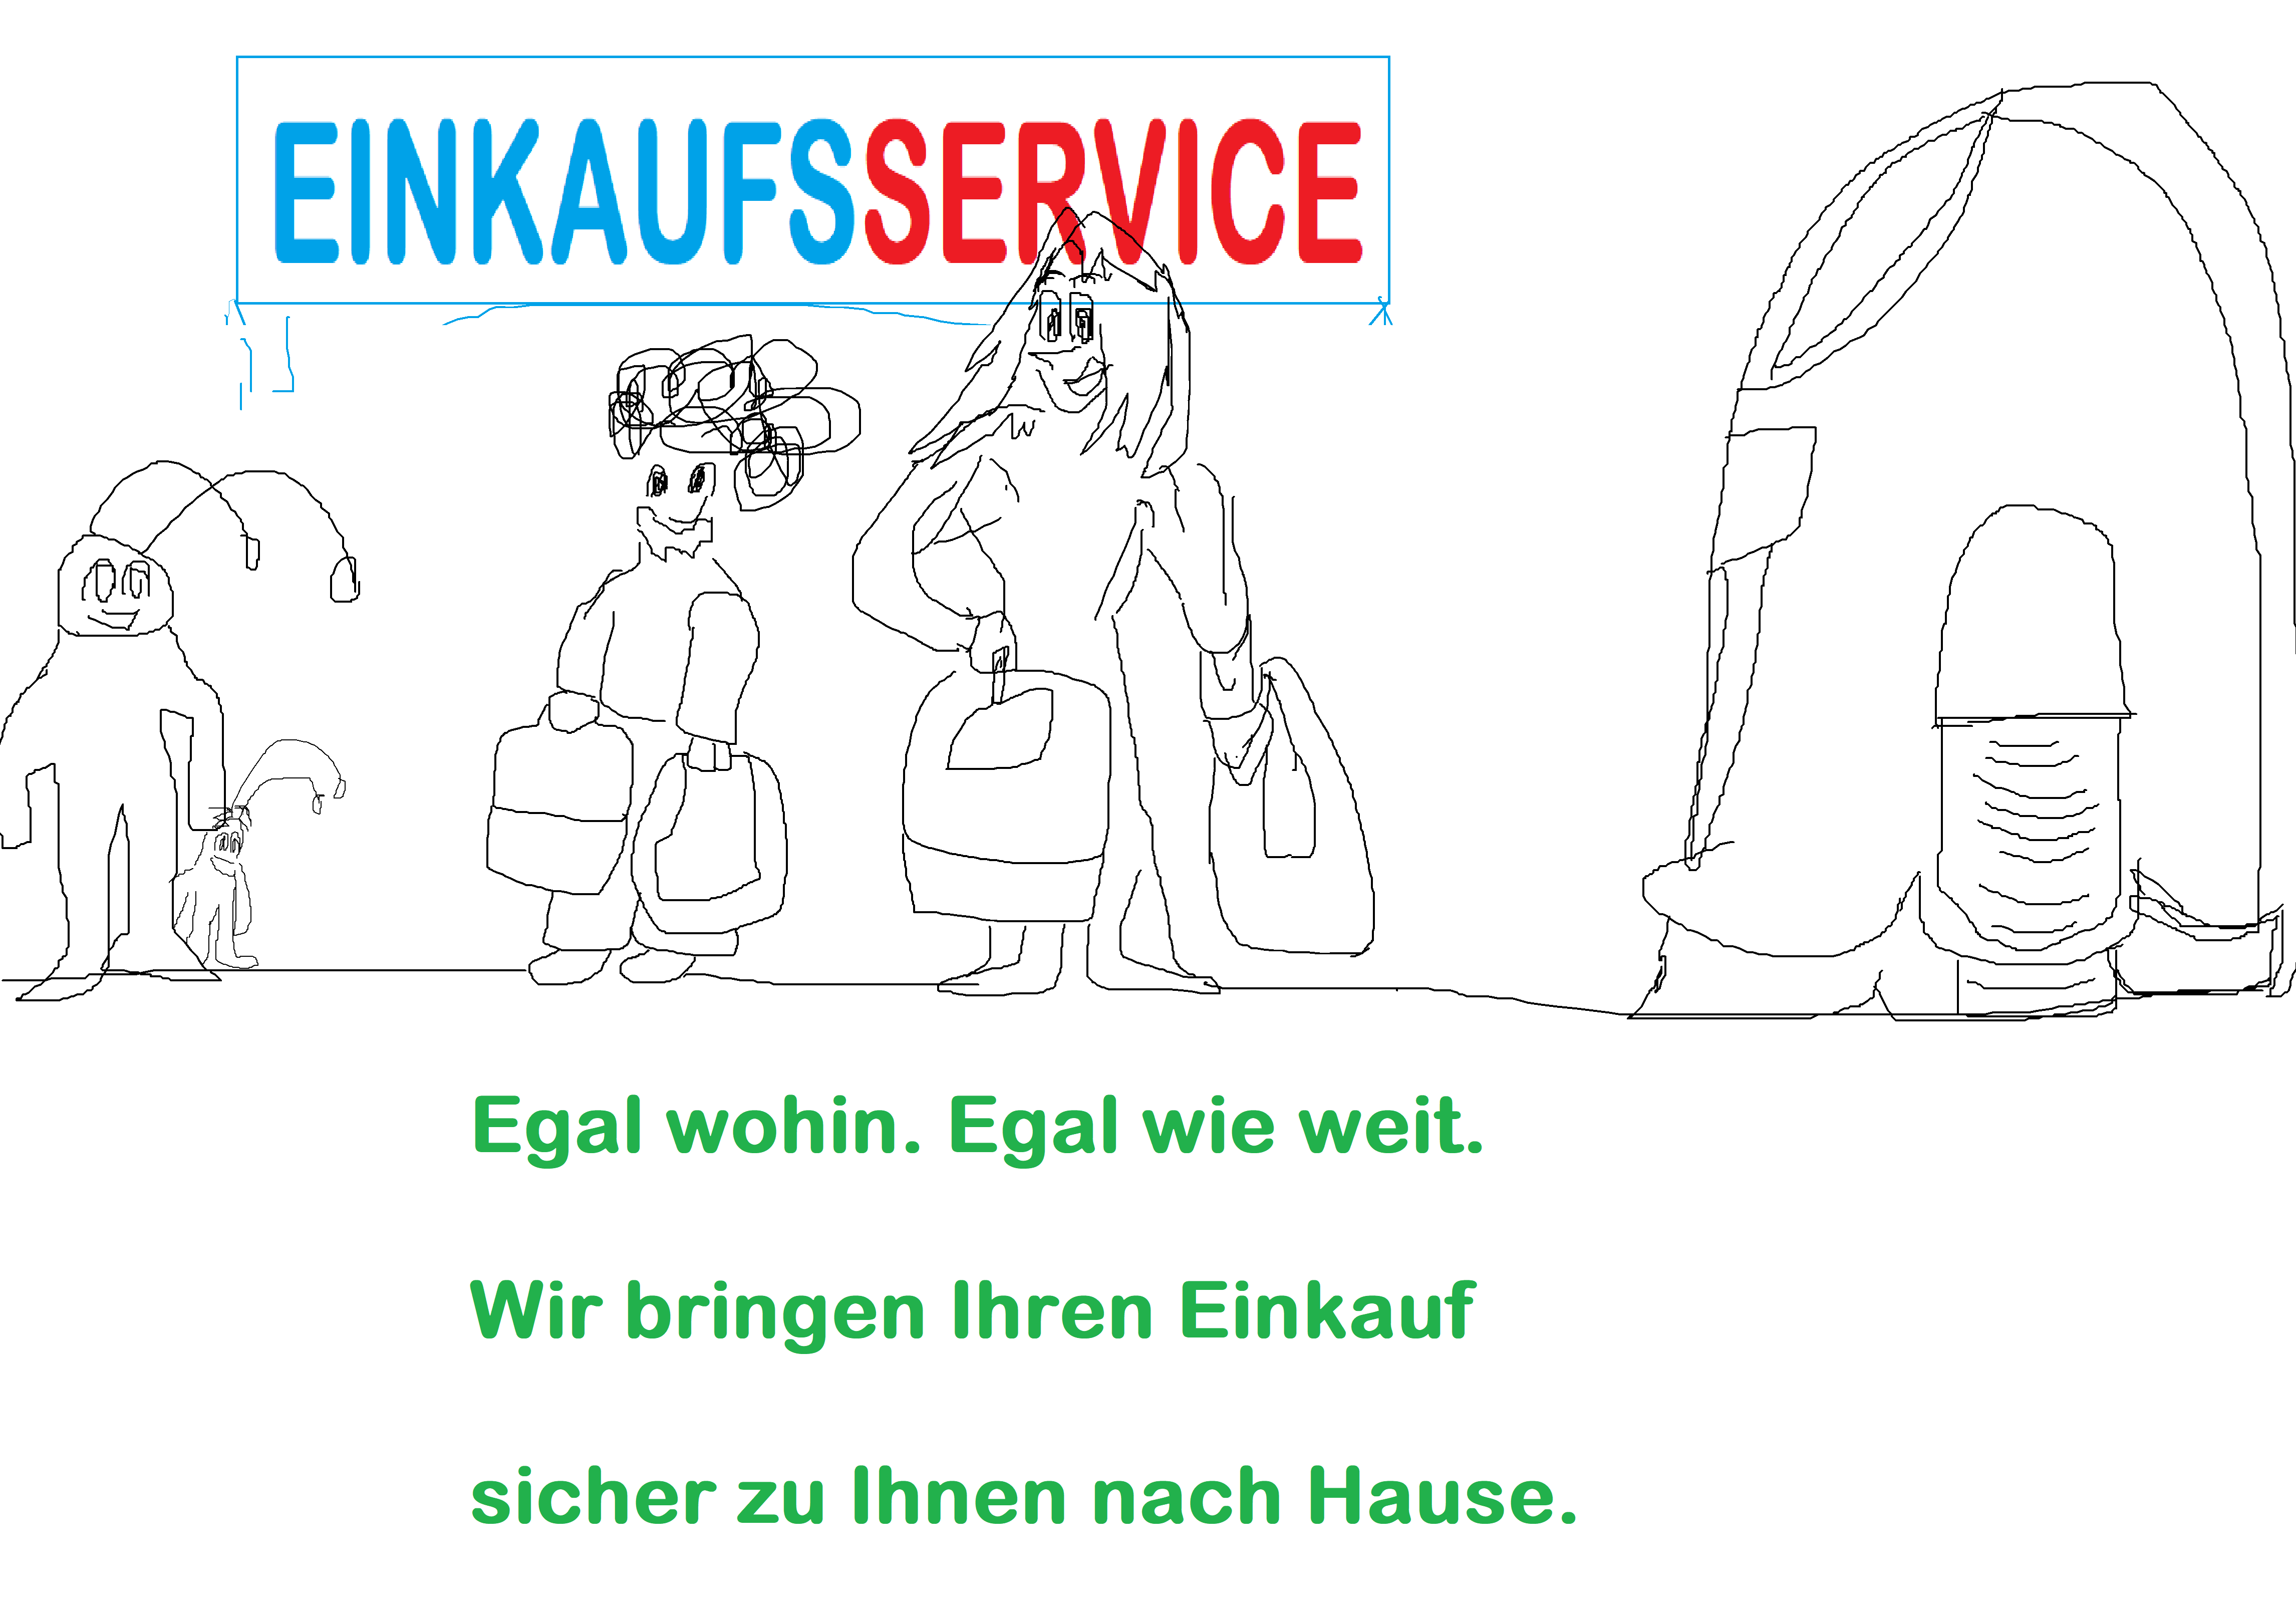 EINKAUFSSERVICE
Egal wohin. Egal wie weit.
Wir bringen Ihren Einkauf
sicher zu Ihnen nach Hause.